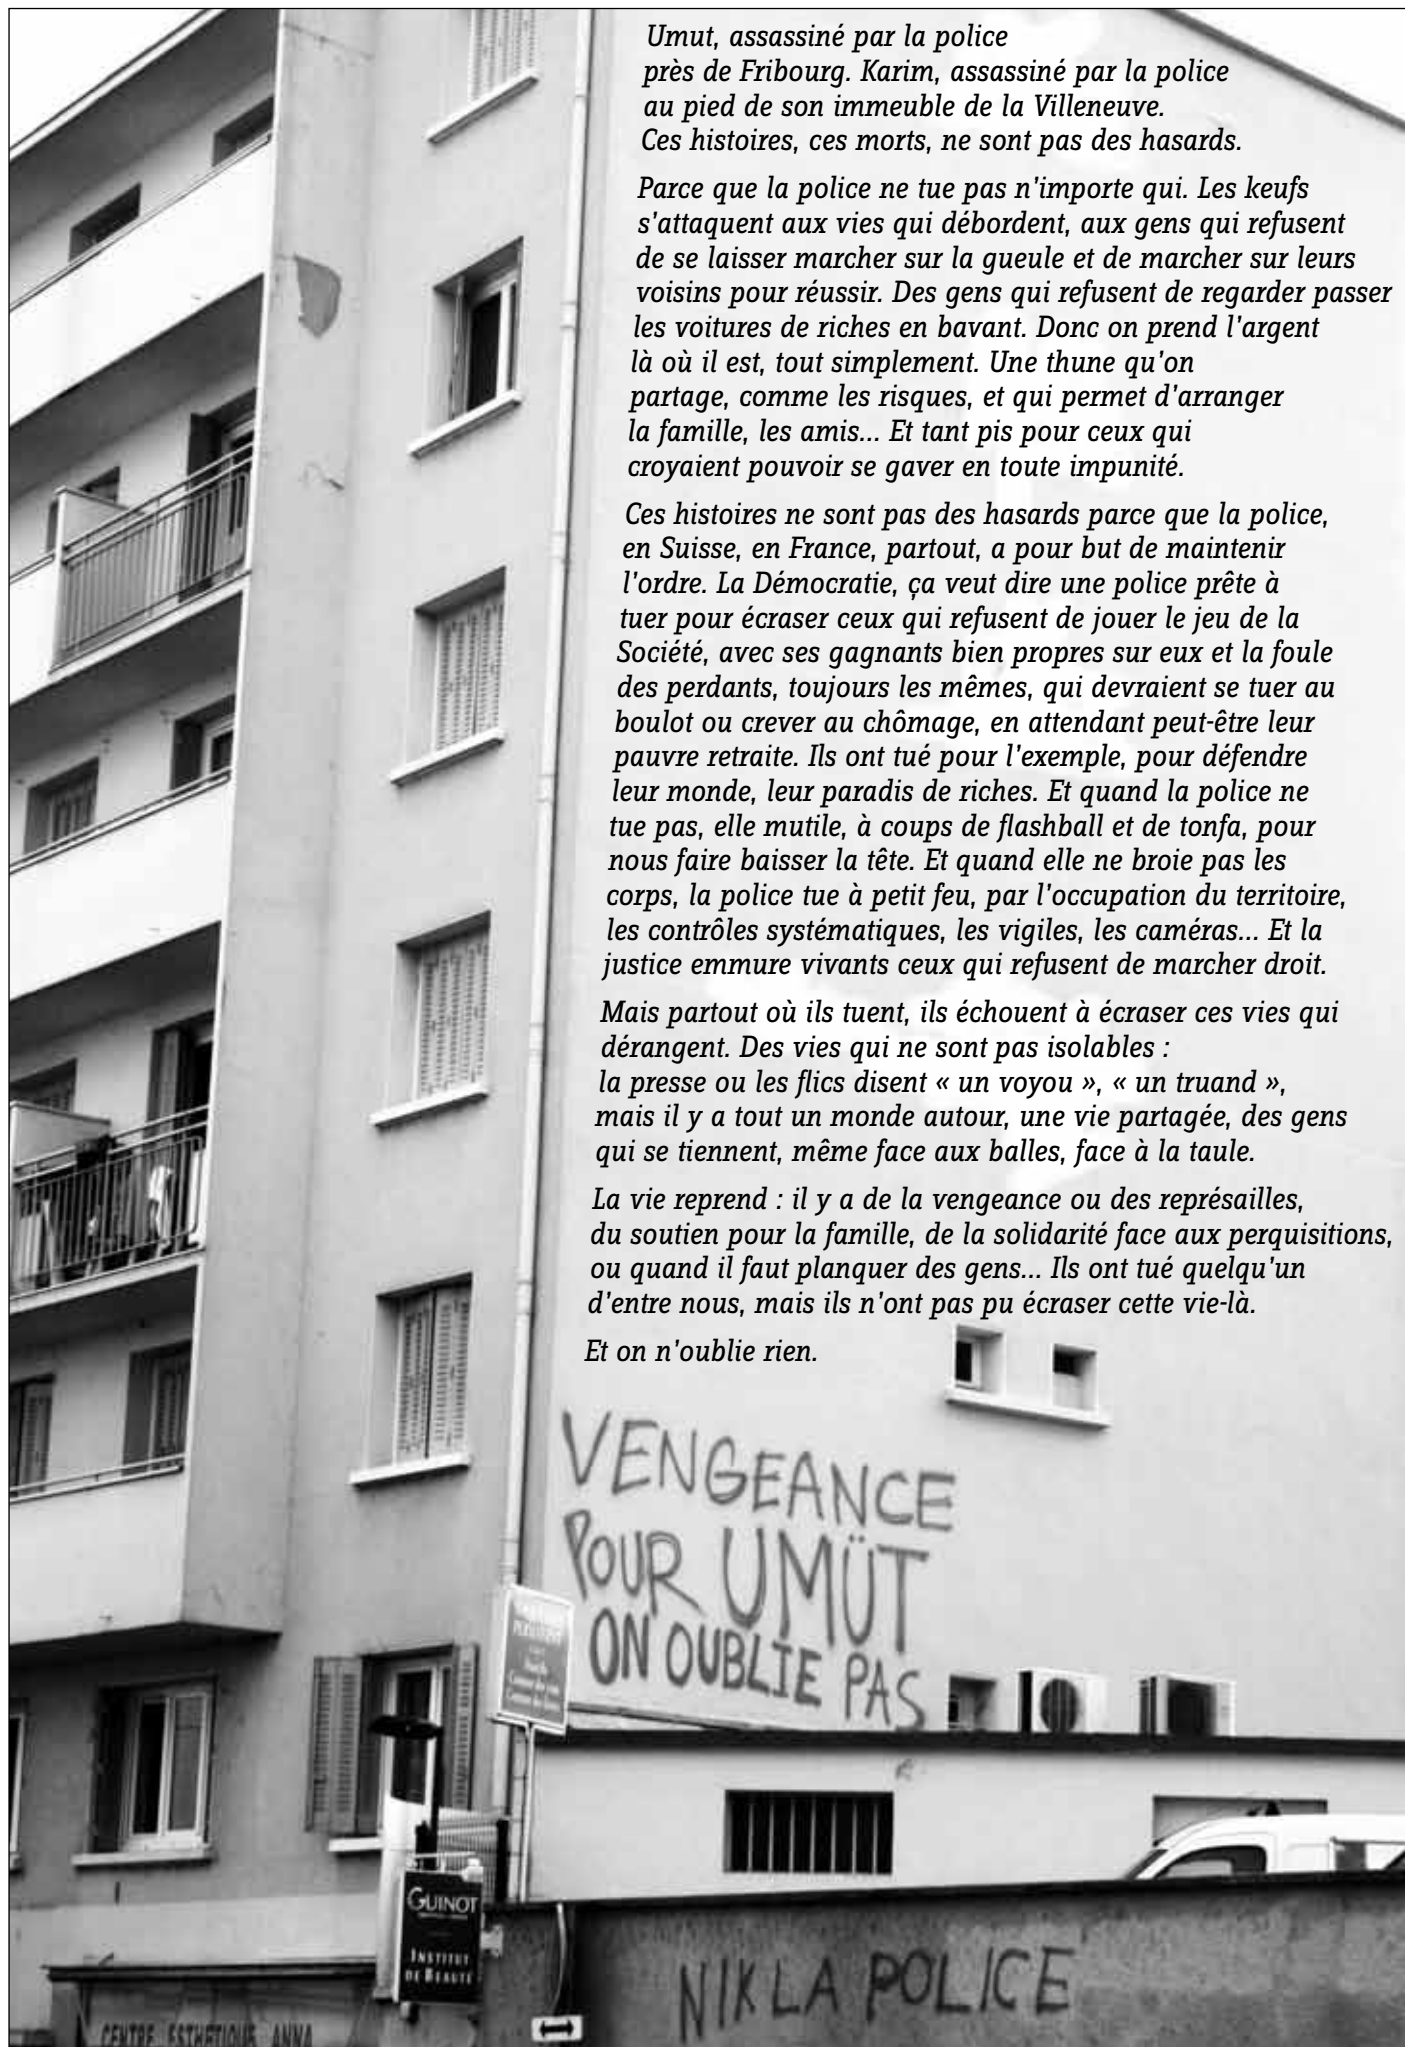 Umut, assassiné par la police
près de Fribourg. Karim, assassiné par la police
au pied de son immeuble de la Villeneuve.
Ces histoires, ces morts, ne sont pas des hasards.
Parce que la police ne tue pas n'importe qui. Les keufs
s'attaquent aux vies qui débordent, aux gens qui refusent
de se laisser marcher sur la gueule et de marcher sur leurs
voisins pour réussir. Des gens qui refusent de regarder passer
les voitures de riches en bavant. Donc on prend l'argent
là où il est, tout simplement. Une thune qu'on
partage, comme les risques, et qui permet d'arranger
la famille, les amis... Et tant pis pour ceux qui
croyaient pouvoir se gaver en toute impunité.
Ces histoires ne sont pas des hasards parce que la police,
en Suisse, en France, partout, a pour but de maintenir
l'ordre. La Démocratie, ça veut dire une police prête à
tuer pour écraser ceux qui refusent de jouer le jeu de la
Société, avec ses gagnants bien propres sur eux et la foule
des perdants, toujours les mêmes, qui devraient se tuer au
boulot ou crever au chômage, en attendant peut-être leur
pauvre retraite. Ils ont tué pour l'exemple, pour défendre
leur monde, leur paradis de riches. Et quand la police ne
tue pas, elle mutile, à coups de flashball et de tonfa, pour
nous faire baisser la tête. Et quand elle ne broie pas les
corps, la police tue à petit feu, par l'occupation du territoire,
les contrôles systématiques, les vigiles, les caméras... Et la
justice emmure vivants ceux qui refusent de marcher droit.
Mais partout où ils tuent, ils échouent à écraser ces vies qui
dérangent. Des vies qui ne sont pas isolables :
la presse ou les flics disent « un voyou », « un truand »,
mais il y a tout un monde autour, une vie partagée, des gens
qui se tiennent, même face aux balles, face à la taule.
La vie reprend : il y a de la vengeance ou des représailles,
du soutien pour la famille, de la solidarité face aux perquisitions,
ou quand il faut planquer des gens... Ils ont tué quelqu'un
d'entre nous, mais ils n'ont pas pu écraser cette vie-là.
Et on n'oublie rien.
VENGEANCE
POUR UMÜT
ON OUBLIE PAS
GUINOT
INSTITUT
DE BEAUTÉ
NIK LA POLICE
CENTRE ESTHETIQUE ANNA